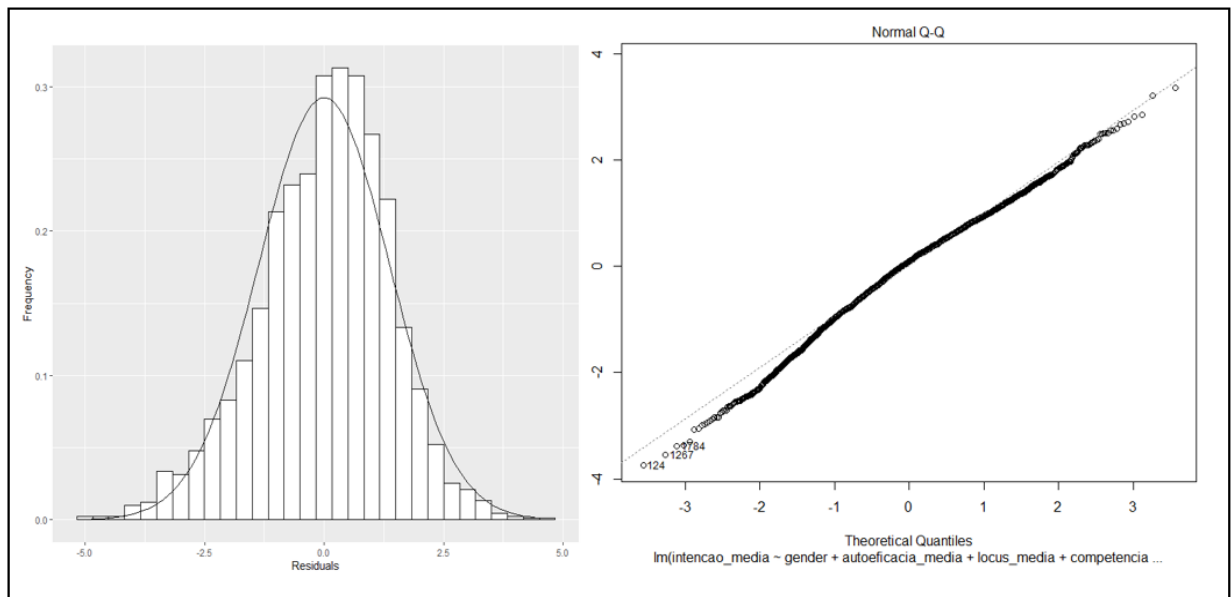 Frequency
0.3
0.2
0.1
0.0
-5.0 -2.5 0.0 2.5 5.0
Residuals
Normal Q-Q
4
2
0
-2
-4
1784
1267
124
-3 -2 -1 0 1 2 3
Theoretical Quantiles
lm(intencao_media ~ gender + autoeficacia_media + locus_media + competencia ...